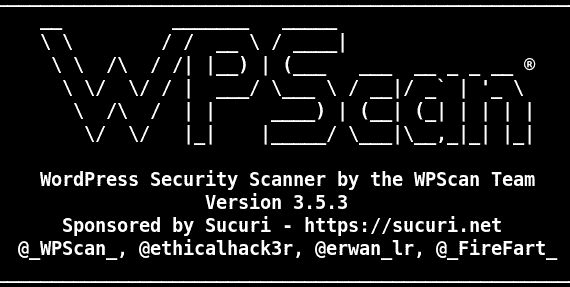 WPScan ®
WordPress Security Scanner by the WPScan Team
Version 3.5.3
Sponsored by Sucuri - https://sucuri.net
@_WPScan_, @ethicalhack3r, @erwan_lr, @_FireFart_